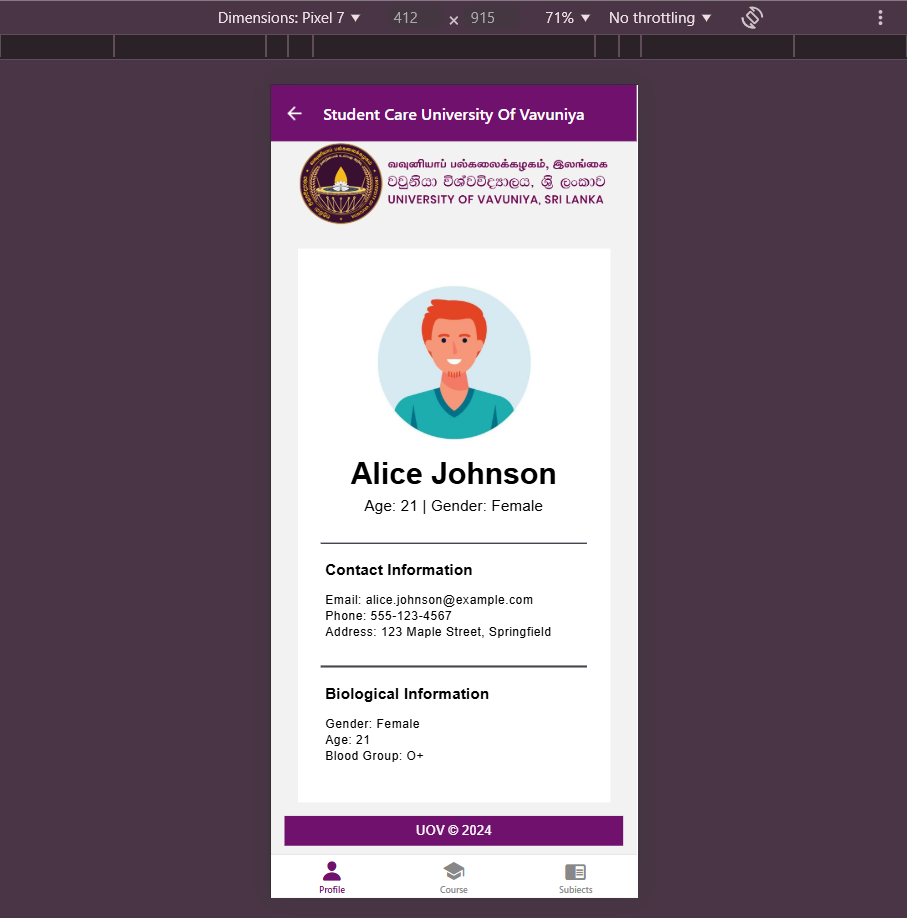 Dimensions: Pixel 7 412 × 915 71% No throttling
Student Care University Of Vavuniya
வவுனியாப் பல்கலைக்கழகம், இலங்கை
වවුනියා විශ්වවිද්‍යාලය, ශ්‍රී ලංකාව
UNIVERSITY OF VAVUNIYA, SRI LANKA
Alice Johnson
Age: 21 | Gender: Female
Contact Information
Email: alice.johnson@example.com
Phone: 555-123-4567
Address: 123 Maple Street, Springfield
Biological Information
Gender: Female
Age: 21
Blood Group: O+
UOV © 2024
Profile Course Subjects